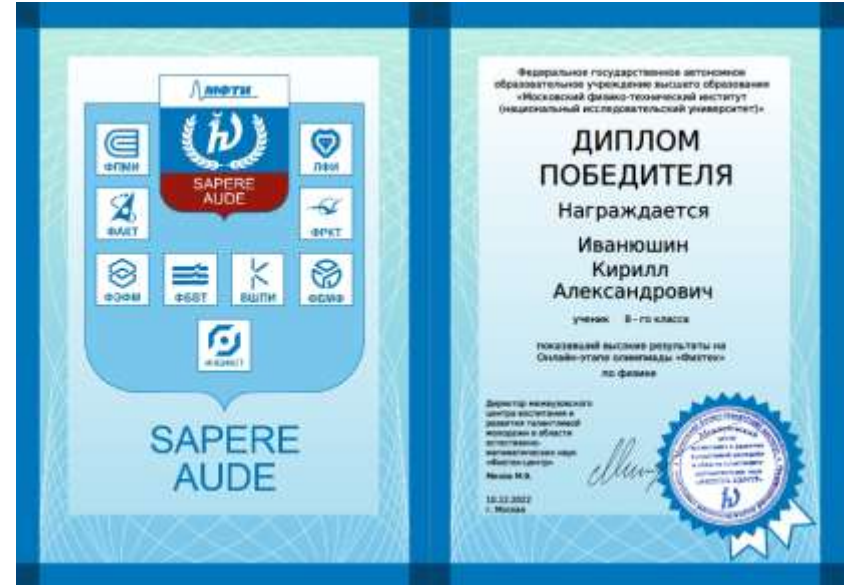 МФТИ
SAPERE
AUDE
ФПМИ
ЛФИ
ФАКТ
ФРКТ
ФЭФМ
ФБВТ
ВШПИ
ФБМФ
SAPERE
AUDE
Федеральное государственное автономное
образовательное учреждение высшего образования
«Московский физико-технический институт
(национальный исследовательский университет)»
ДИПЛОМ
ПОБЕДИТЕЛЯ
Награждается
Иванюшин
Кирилл
Александрович
ученик 8-го класса
показавший высокие результаты на
Онлайн-этапе олимпиады «Физтех»
по физике
Директор межвузовского
центра воспитания и
развития талантливой
молодежи в области
естественно-
математических наук
«Физтех-центр»
10.12.2022
г. Москва